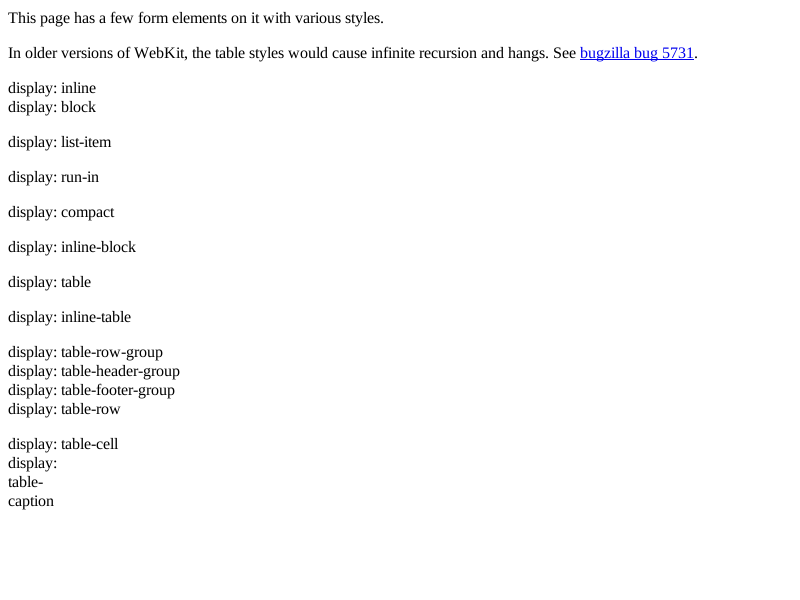 This page has a few form elements on it with various styles.
In older versions of WebKit, the table styles would cause infinite recursion and hangs. See bugzilla bug 5731.
display: inline
display: block
display: list-item
display: run-in
display: compact
display: inline-block
display: table
display: inline-table
display: table-row-group
display: table-header-group
display: table-footer-group
display: table-row
display: table-cell
display:
table-
caption